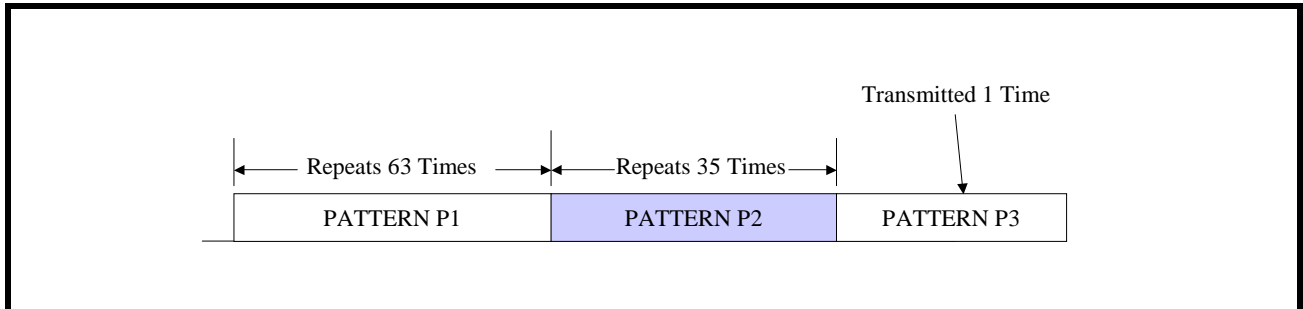 Transmitted 1 Time
Repeats 63 Times
Repeats 35 Times
PATTERN P1
PATTERN P2
PATTERN P3